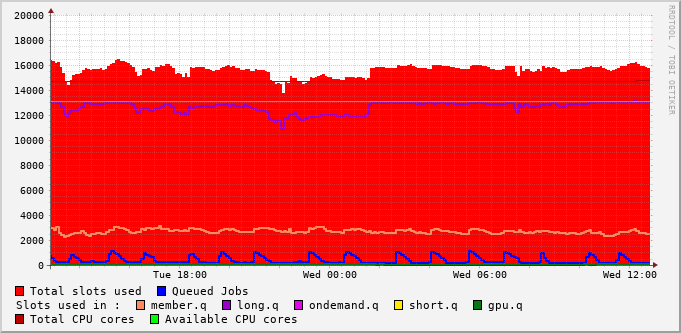 RRDTOOL / TOBI OETIKER
20000
18000
16000
14000
12000
10000
8000
6000
4000
2000
0
Tue 18:00 Wed 00:00 Wed 06:00 Wed 12:00
Total slots used Queued Jobs
Slots used in : member.q long.q ondemand.q short.q gpu.q
Total CPU cores Available CPU cores